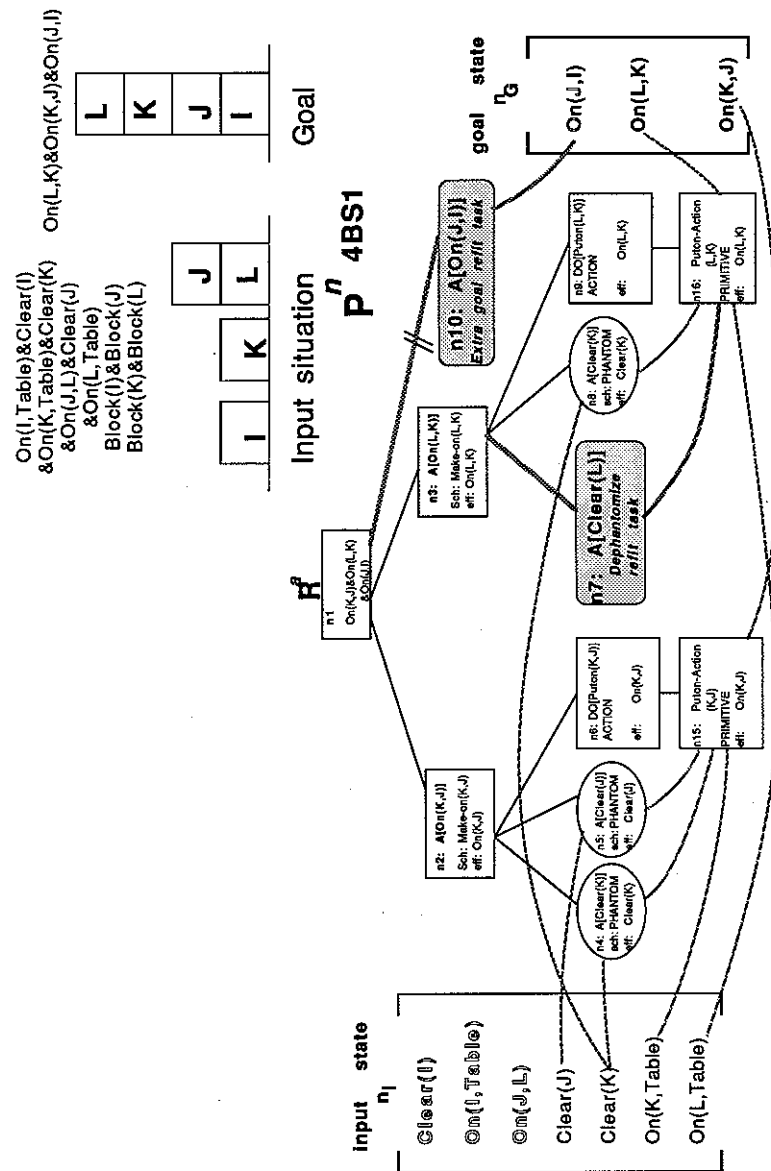 On(I,Table)&Clear(I)
&On(K,Table)&Clear(K)
&On(J,L)&Clear(J)
&On(L,Table)
Block(I)&Block(J)
Block(K)&Block(L)
On(L,K)&On(K,J)&On(J,I)
I
K
J
L
Input situation
L
K
J
I
Goal
R^a
P^n 4BS1
n1
On(K,J)&On(L,K)
&On(J,I)
n2: A[On(K,J)]
Sch: Make-on(K,J)
eff: On(K,J)
n3: A[On(L,K)]
Sch: Make-on(L,K)
eff: On(L,K)
n10: A[On(J,I)]
Extra goal refit task
n4: A[Clear(K)]
sch: PHANTOM
eff: Clear(K)
n5: A[Clear(J)]
sch: PHANTOM
eff: Clear(J)
n6: DO[Puton(K,J)]
ACTION
eff: On(K,J)
n7: A[Clear(L)]
Dephantomize
refit task
n8: A[Clear(K)]
sch: PHANTOM
eff: Clear(K)
n9: DO[Puton(L,K)]
ACTION
eff: On(L,K)
n15: Puton-Action
(K,J)
PRIMITIVE
eff: On(K,J)
n16: Puton-Action
(L,K)
PRIMITIVE
eff: On(L,K)
input state
n_I
Clear(I)
On(I,Table)
On(J,L)
Clear(J)
Clear(K)
On(K,Table)
On(L,Table)
goal state
n_G
On(J,I)
On(L,K)
On(K,J)